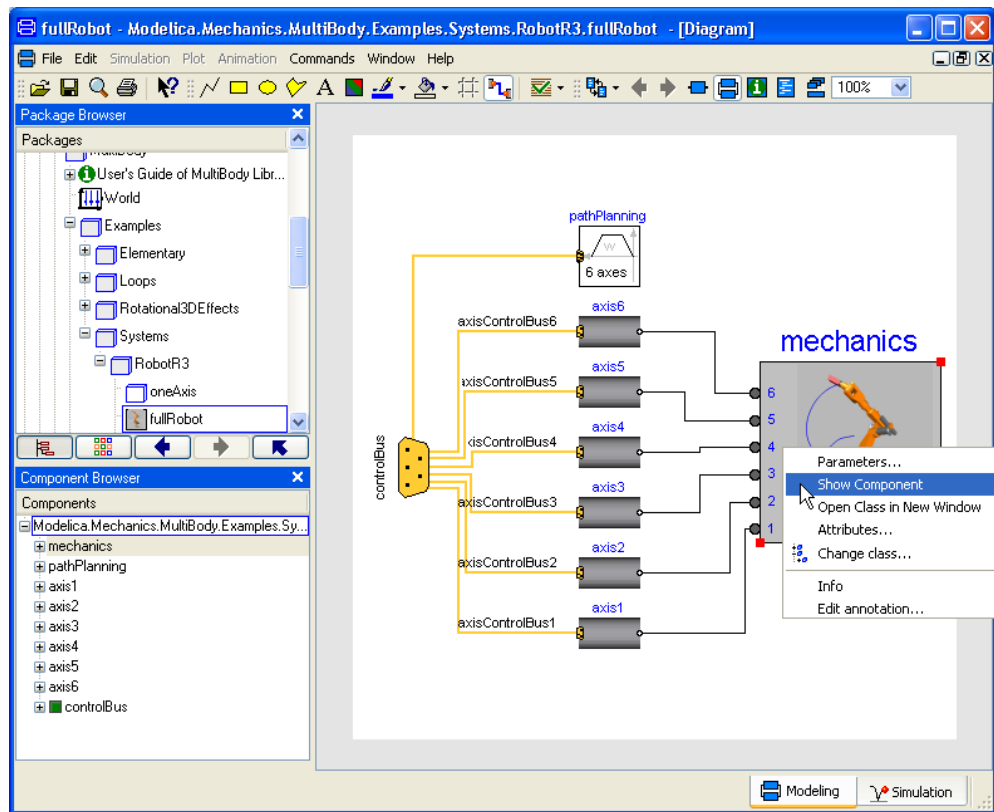 fullRobot - Modelica.Mechanics.MultiBody.Examples.Systems.RobotR3.fullRobot - [Diagram]
File Edit Simulation Plot Animation Commands Window Help
100%
Package Browser
Packages
MultiBody
User's Guide of MultiBody Libr...
World
Examples
Elementary
Loops
Rotational3DEffects
Systems
RobotR3
oneAxis
fullRobot
Component Browser
Components
Modelica.Mechanics.MultiBody.Examples.Sy...
mechanics
pathPlanning
axis1
axis2
axis3
axis4
axis5
axis6
controlBus
pathPlanning
w
6 axes
axis6
axisControlBus6
axis5
xisControlBus5
axis4
xisControlBus4
axis3
axisControlBus3
axis2
axisControlBus2
axis1
axisControlBus1
controlBus
mechanics
6
5
4
3
2
1
Parameters...
Show Component
Open Class in New Window
Attributes...
Change class...
Info
Edit annotation...
Modeling
Simulation